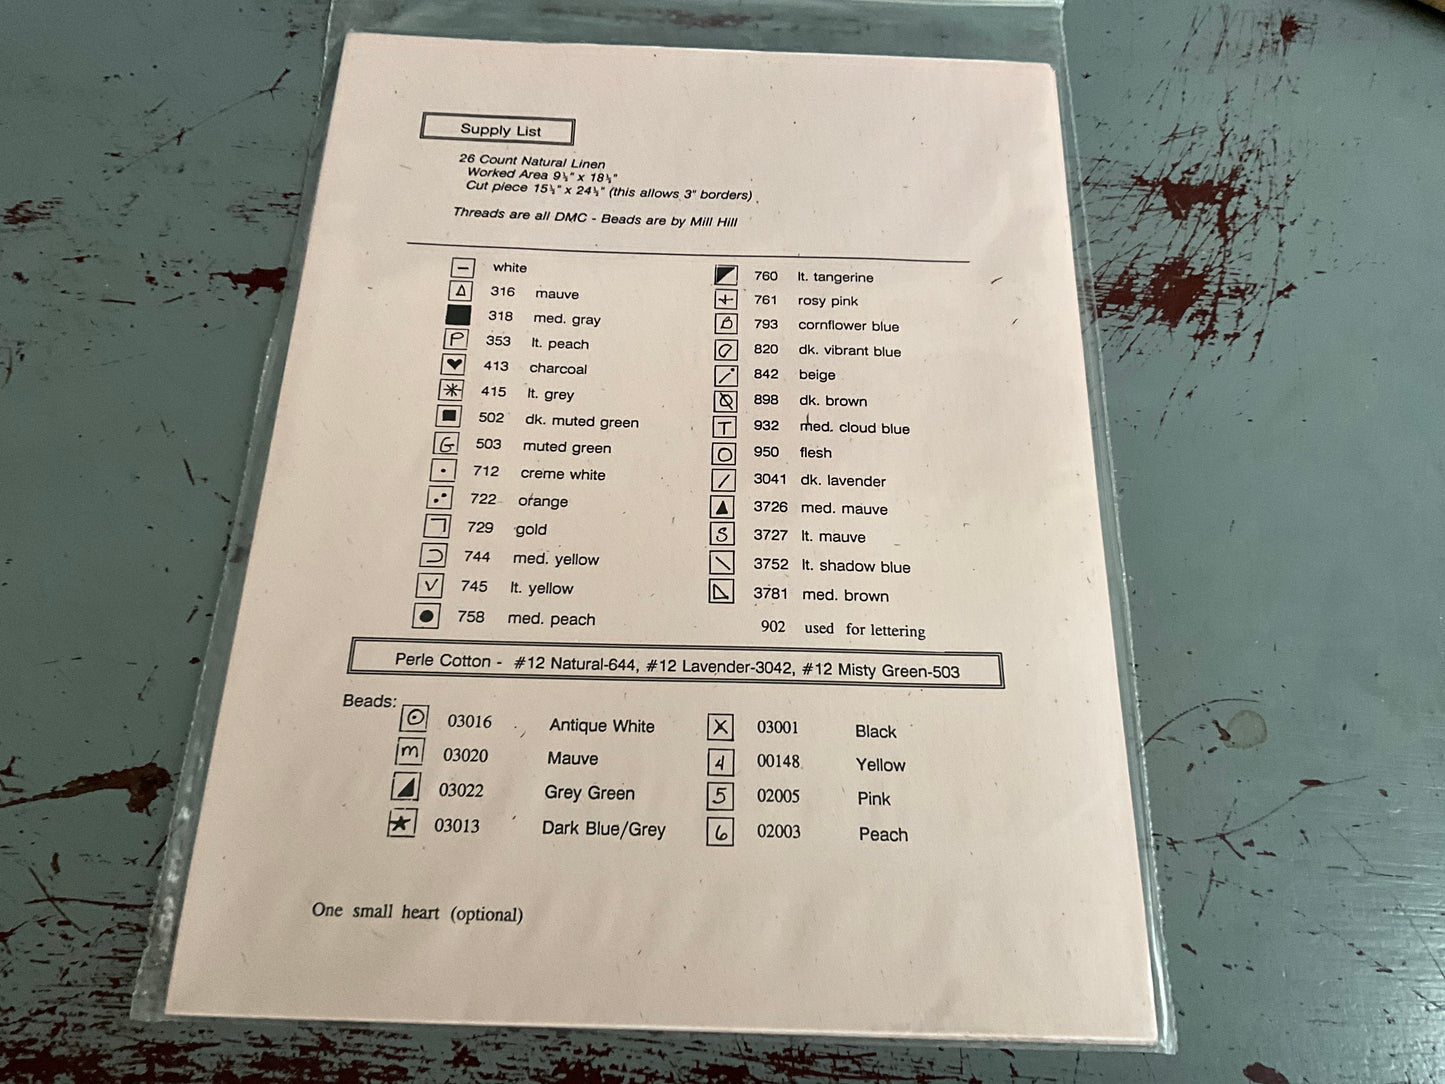 Supply List
26 Count Natural Linen
Worked Area 9½" x 18½"
Cut piece 15½" x 24½" (this allows 3" borders)
Threads are all DMC - Beads are by Mill Hill
white
316 mauve
318 med. gray
P 353 lt. peach
413 charcoal
415 lt. grey
502 dk. muted green
G 503 muted green
712 creme white
722 orange
729 gold
744 med. yellow
V 745 lt. yellow
758 med. peach
760 lt. tangerine
+ 761 rosy pink
B 793 cornflower blue
820 dk. vibrant blue
842 beige
898 dk. brown
T 932 med. cloud blue
O 950 flesh
/ 3041 dk. lavender
3726 med. mauve
S 3727 lt. mauve
\ 3752 lt. shadow blue
3781 med. brown
902 used for lettering
Perle Cotton - #12 Natural-644, #12 Lavender-3042, #12 Misty Green-503
Beads:
03016 Antique White
m 03020 Mauve
03022 Grey Green
★ 03013 Dark Blue/Grey
X 03001 Black
4 00148 Yellow
5 02005 Pink
6 02003 Peach
One small heart (optional)